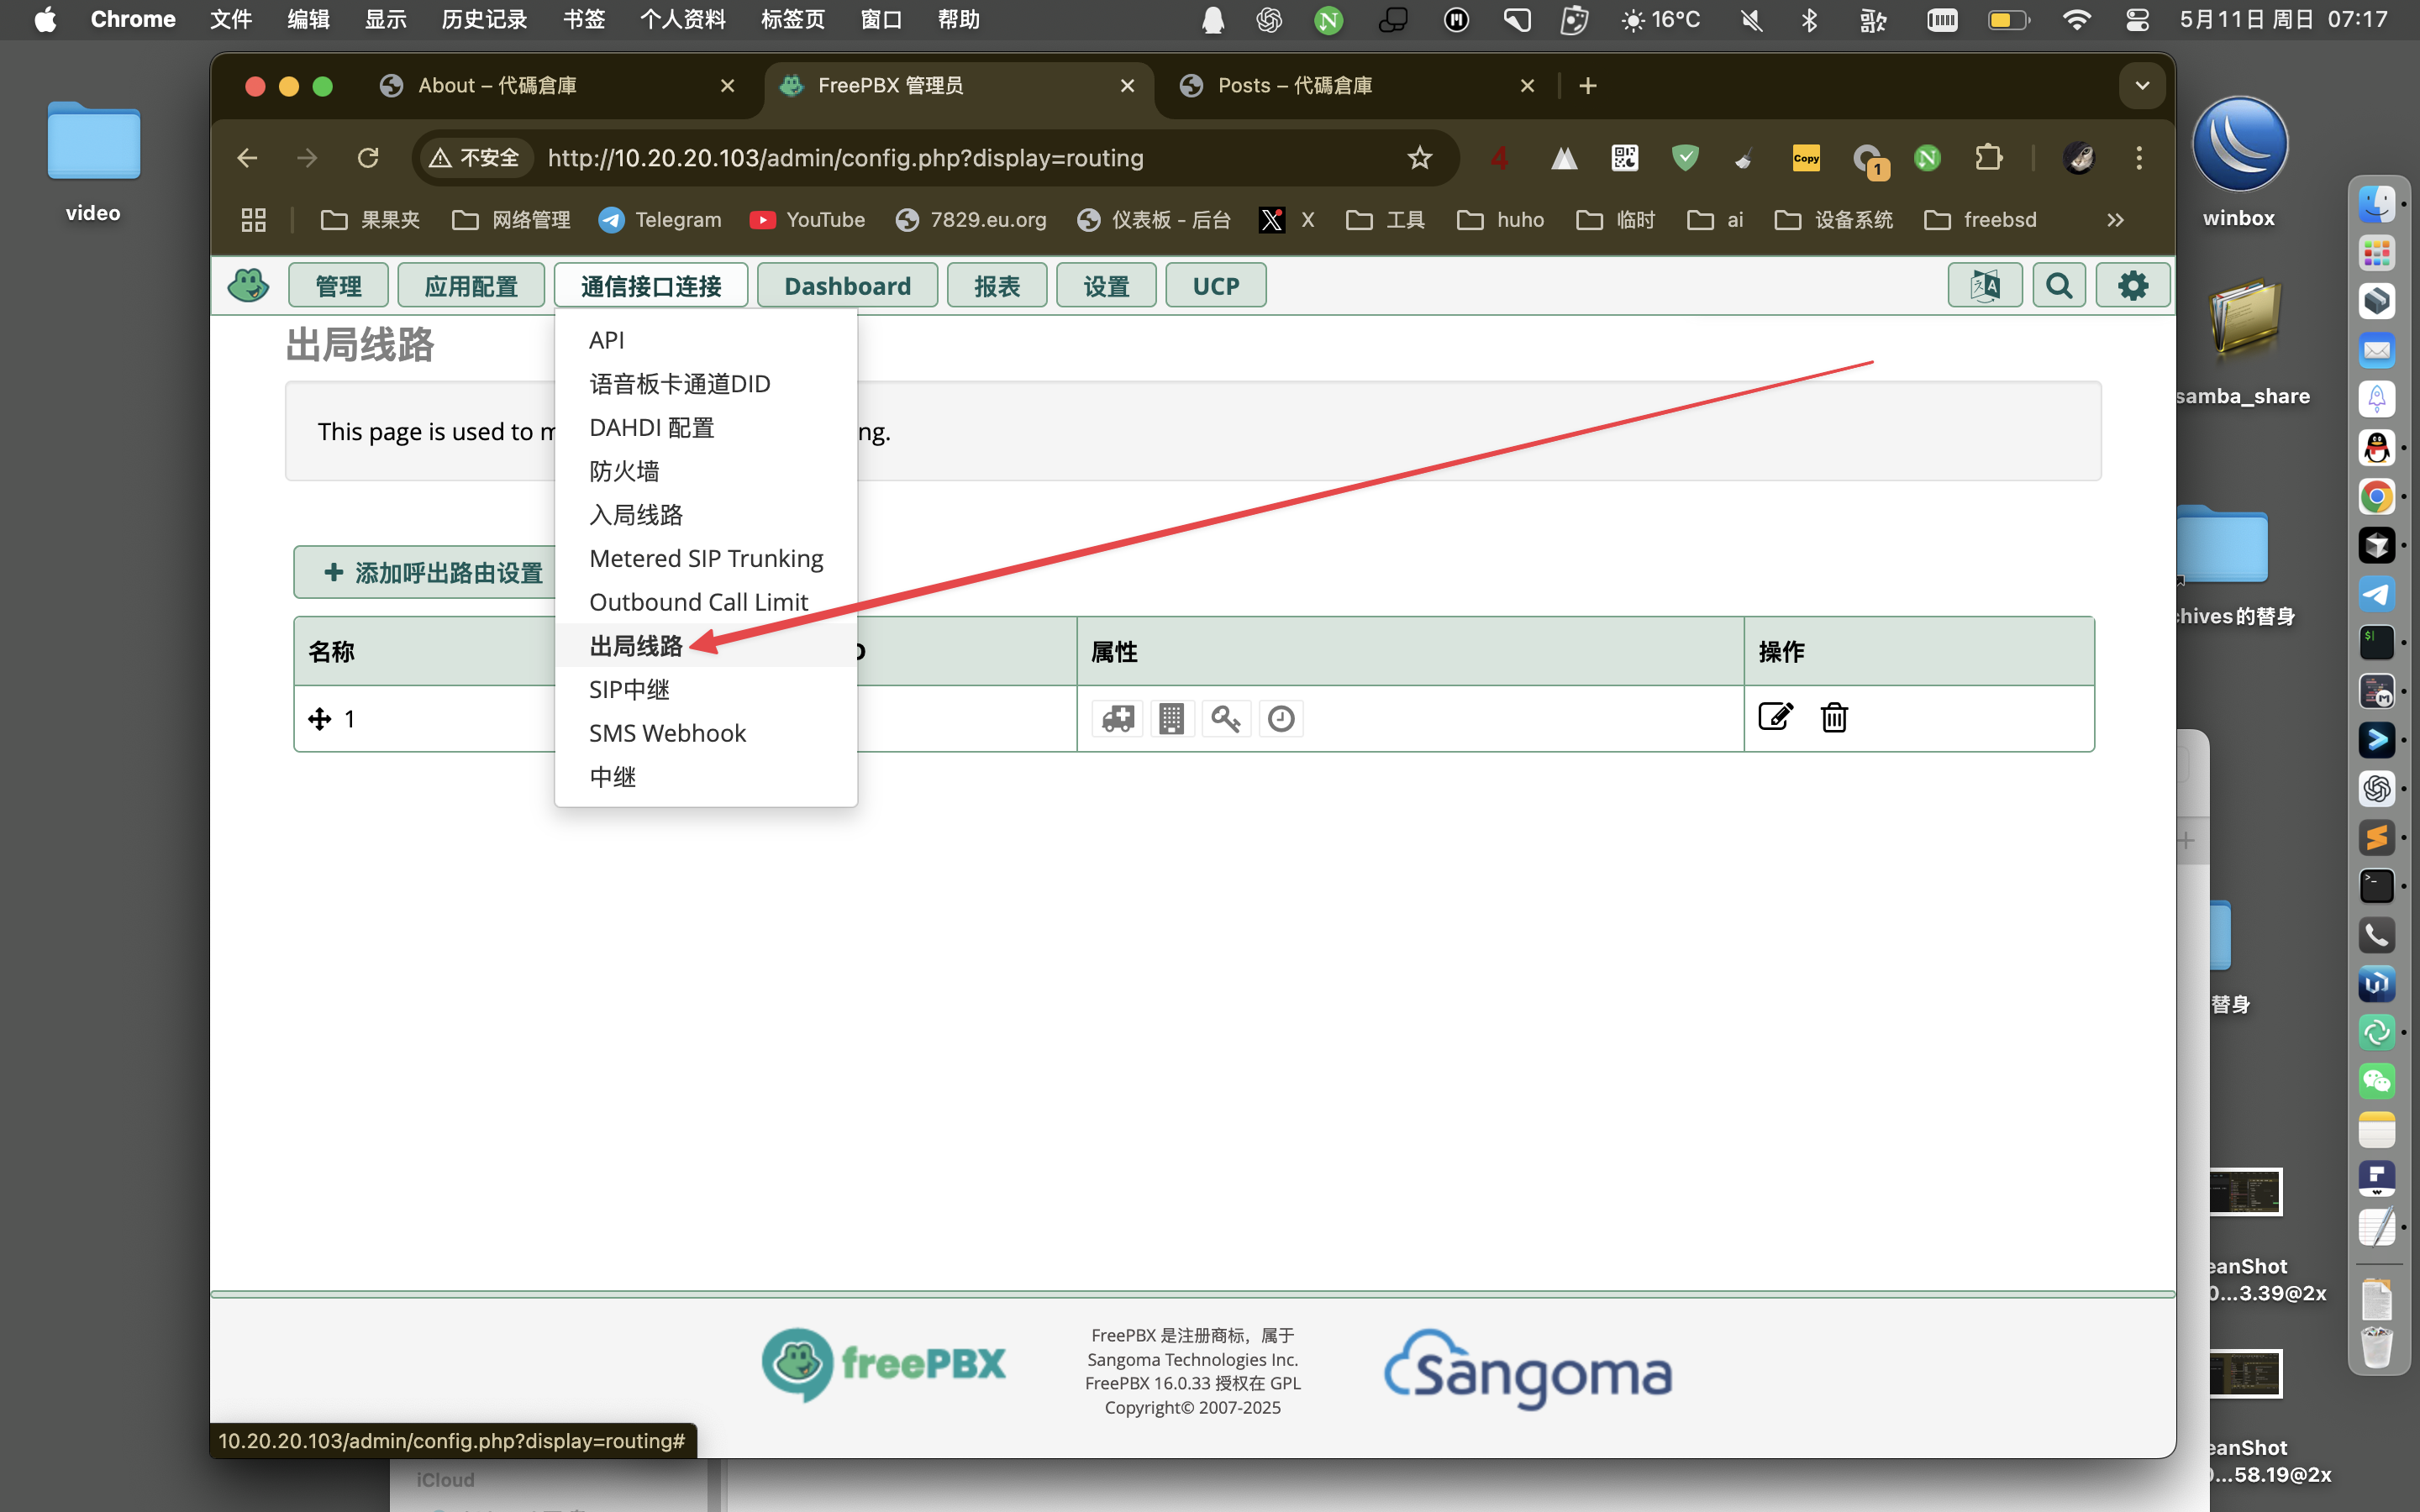 Chrome 文件 编辑 显示 历史记录 书签 个人资料 标签页 窗口 帮助 16°C 5月11日 周日 07:17
About – 代碼倉庫 FreePBX 管理员 Posts – 代碼倉庫
不安全 http://10.20.20.103/admin/config.php?display=routing 4 Copy 1
果果夹 网络管理 Telegram YouTube 7829.eu.org 仪表板 - 后台 X 工具 huho 临时 ai 设备系统 freebsd
管理 应用配置 通信接口连接 Dashboard 报表 设置 UCP
出局线路
This page is used to m
ng.
API
语音板卡通道DID
DAHDI 配置
防火墙
入局线路
Metered SIP Trunking
Outbound Call Limit
出局线路
SIP中继
SMS Webhook
中继
添加呼出路由设置
名称 属性 操作
1
freePBX
FreePBX 是注册商标，属于
Sangoma Technologies Inc.
FreePBX 16.0.33 授权在 GPL
Copyright© 2007-2025
Sangoma
10.20.20.103/admin/config.php?display=routing#
iCloud
video
winbox
samba_share
chives的替身
替身
eanShot
0...3.39@2x
eanShot
)...58.19@2x